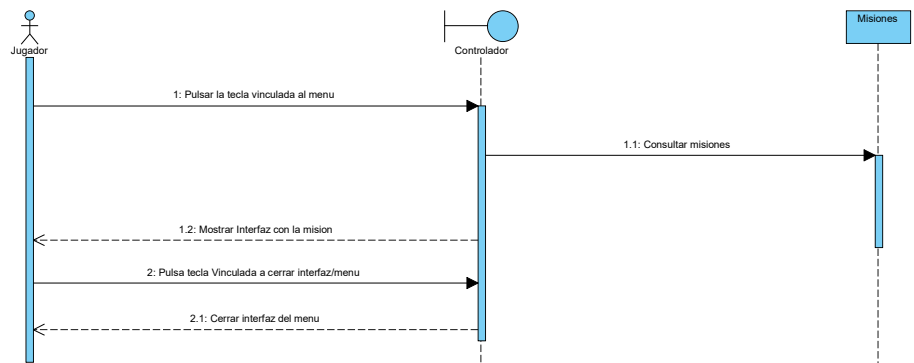 Jugador
Controlador
Misiones
1: Pulsar la tecla vinculada al menu
1.1: Consultar misiones
1.2: Mostrar Interfaz con la mision
2: Pulsa tecla Vinculada a cerrar interfaz/menu
2.1: Cerrar interfaz del menu